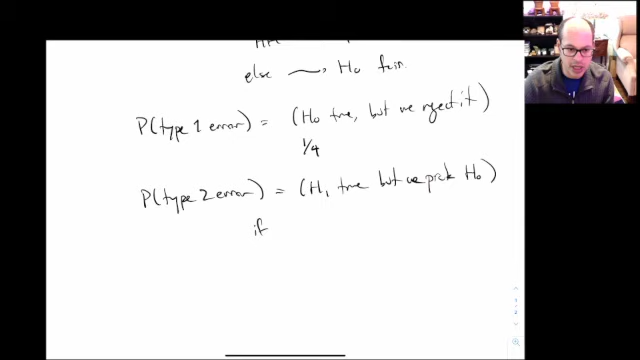 HH
else ⟿ H0 fair.
P(type 1 error) = (H0 true, but we reject it)
1/4
P(type 2 error) = (H1 true but we pick H0)
if